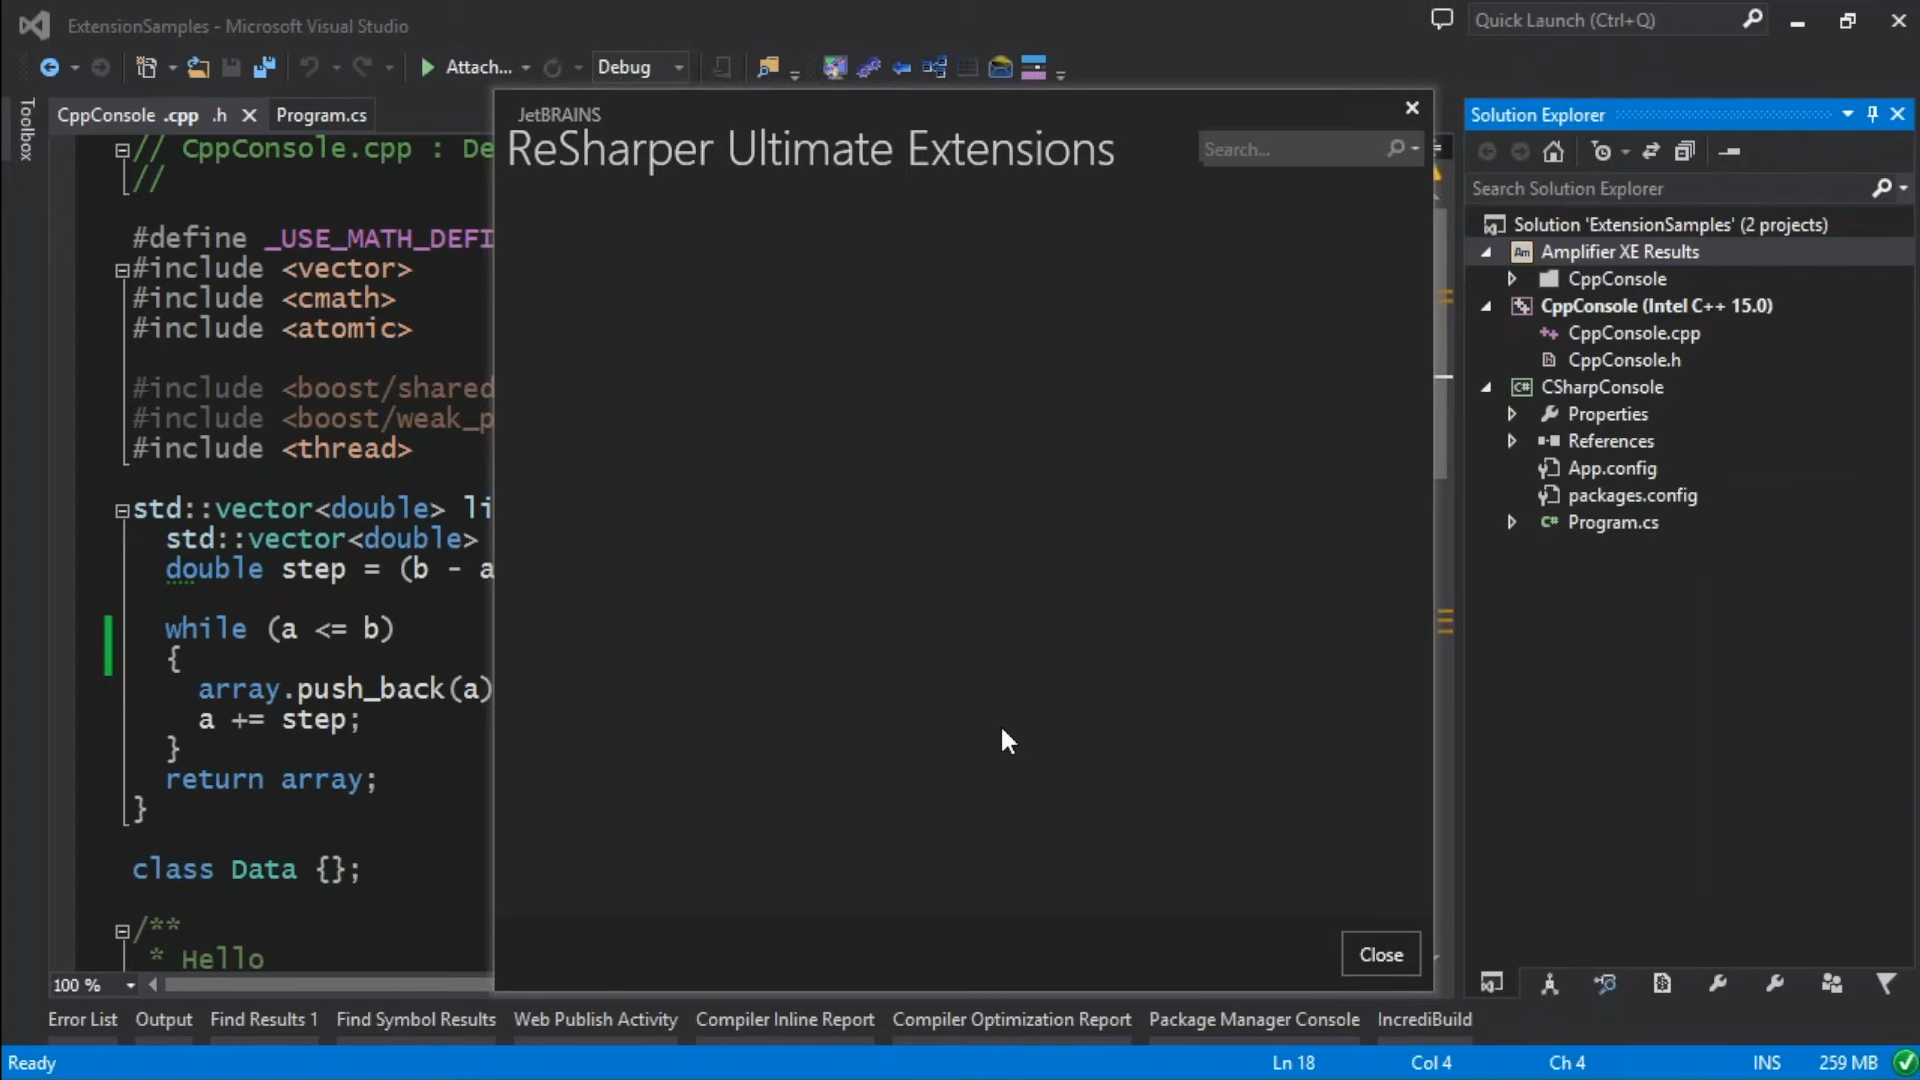 ExtensionSamples - Microsoft Visual Studio
Quick Launch (Ctrl+Q)
Attach...
Debug
Toolbox
CppConsole .cpp .h
Program.cs
// CppConsole.cpp : De
//
#define _USE_MATH_DEFI
#include <vector>
#include <cmath>
#include <atomic>
#include <boost/shared
#include <boost/weak_p
#include <thread>
std::vector<double> li
std::vector<double>
double step = (b - a
while (a <= b)
{
array.push_back(a)
a += step;
}
return array;
}
class Data {};
/**
* Hello
100 %
JetBRAINS
ReSharper Ultimate Extensions
Search...
Close
Solution Explorer
Search Solution Explorer
Solution 'ExtensionSamples' (2 projects)
Am Amplifier XE Results
CppConsole
CppConsole (Intel C++ 15.0)
++ CppConsole.cpp
h CppConsole.h
C# CSharpConsole
Properties
References
App.config
packages.config
C# Program.cs
Error List
Output
Find Results 1
Find Symbol Results
Web Publish Activity
Compiler Inline Report
Compiler Optimization Report
Package Manager Console
IncrediBuild
Ready
Ln 18
Col 4
Ch 4
INS
259 MB